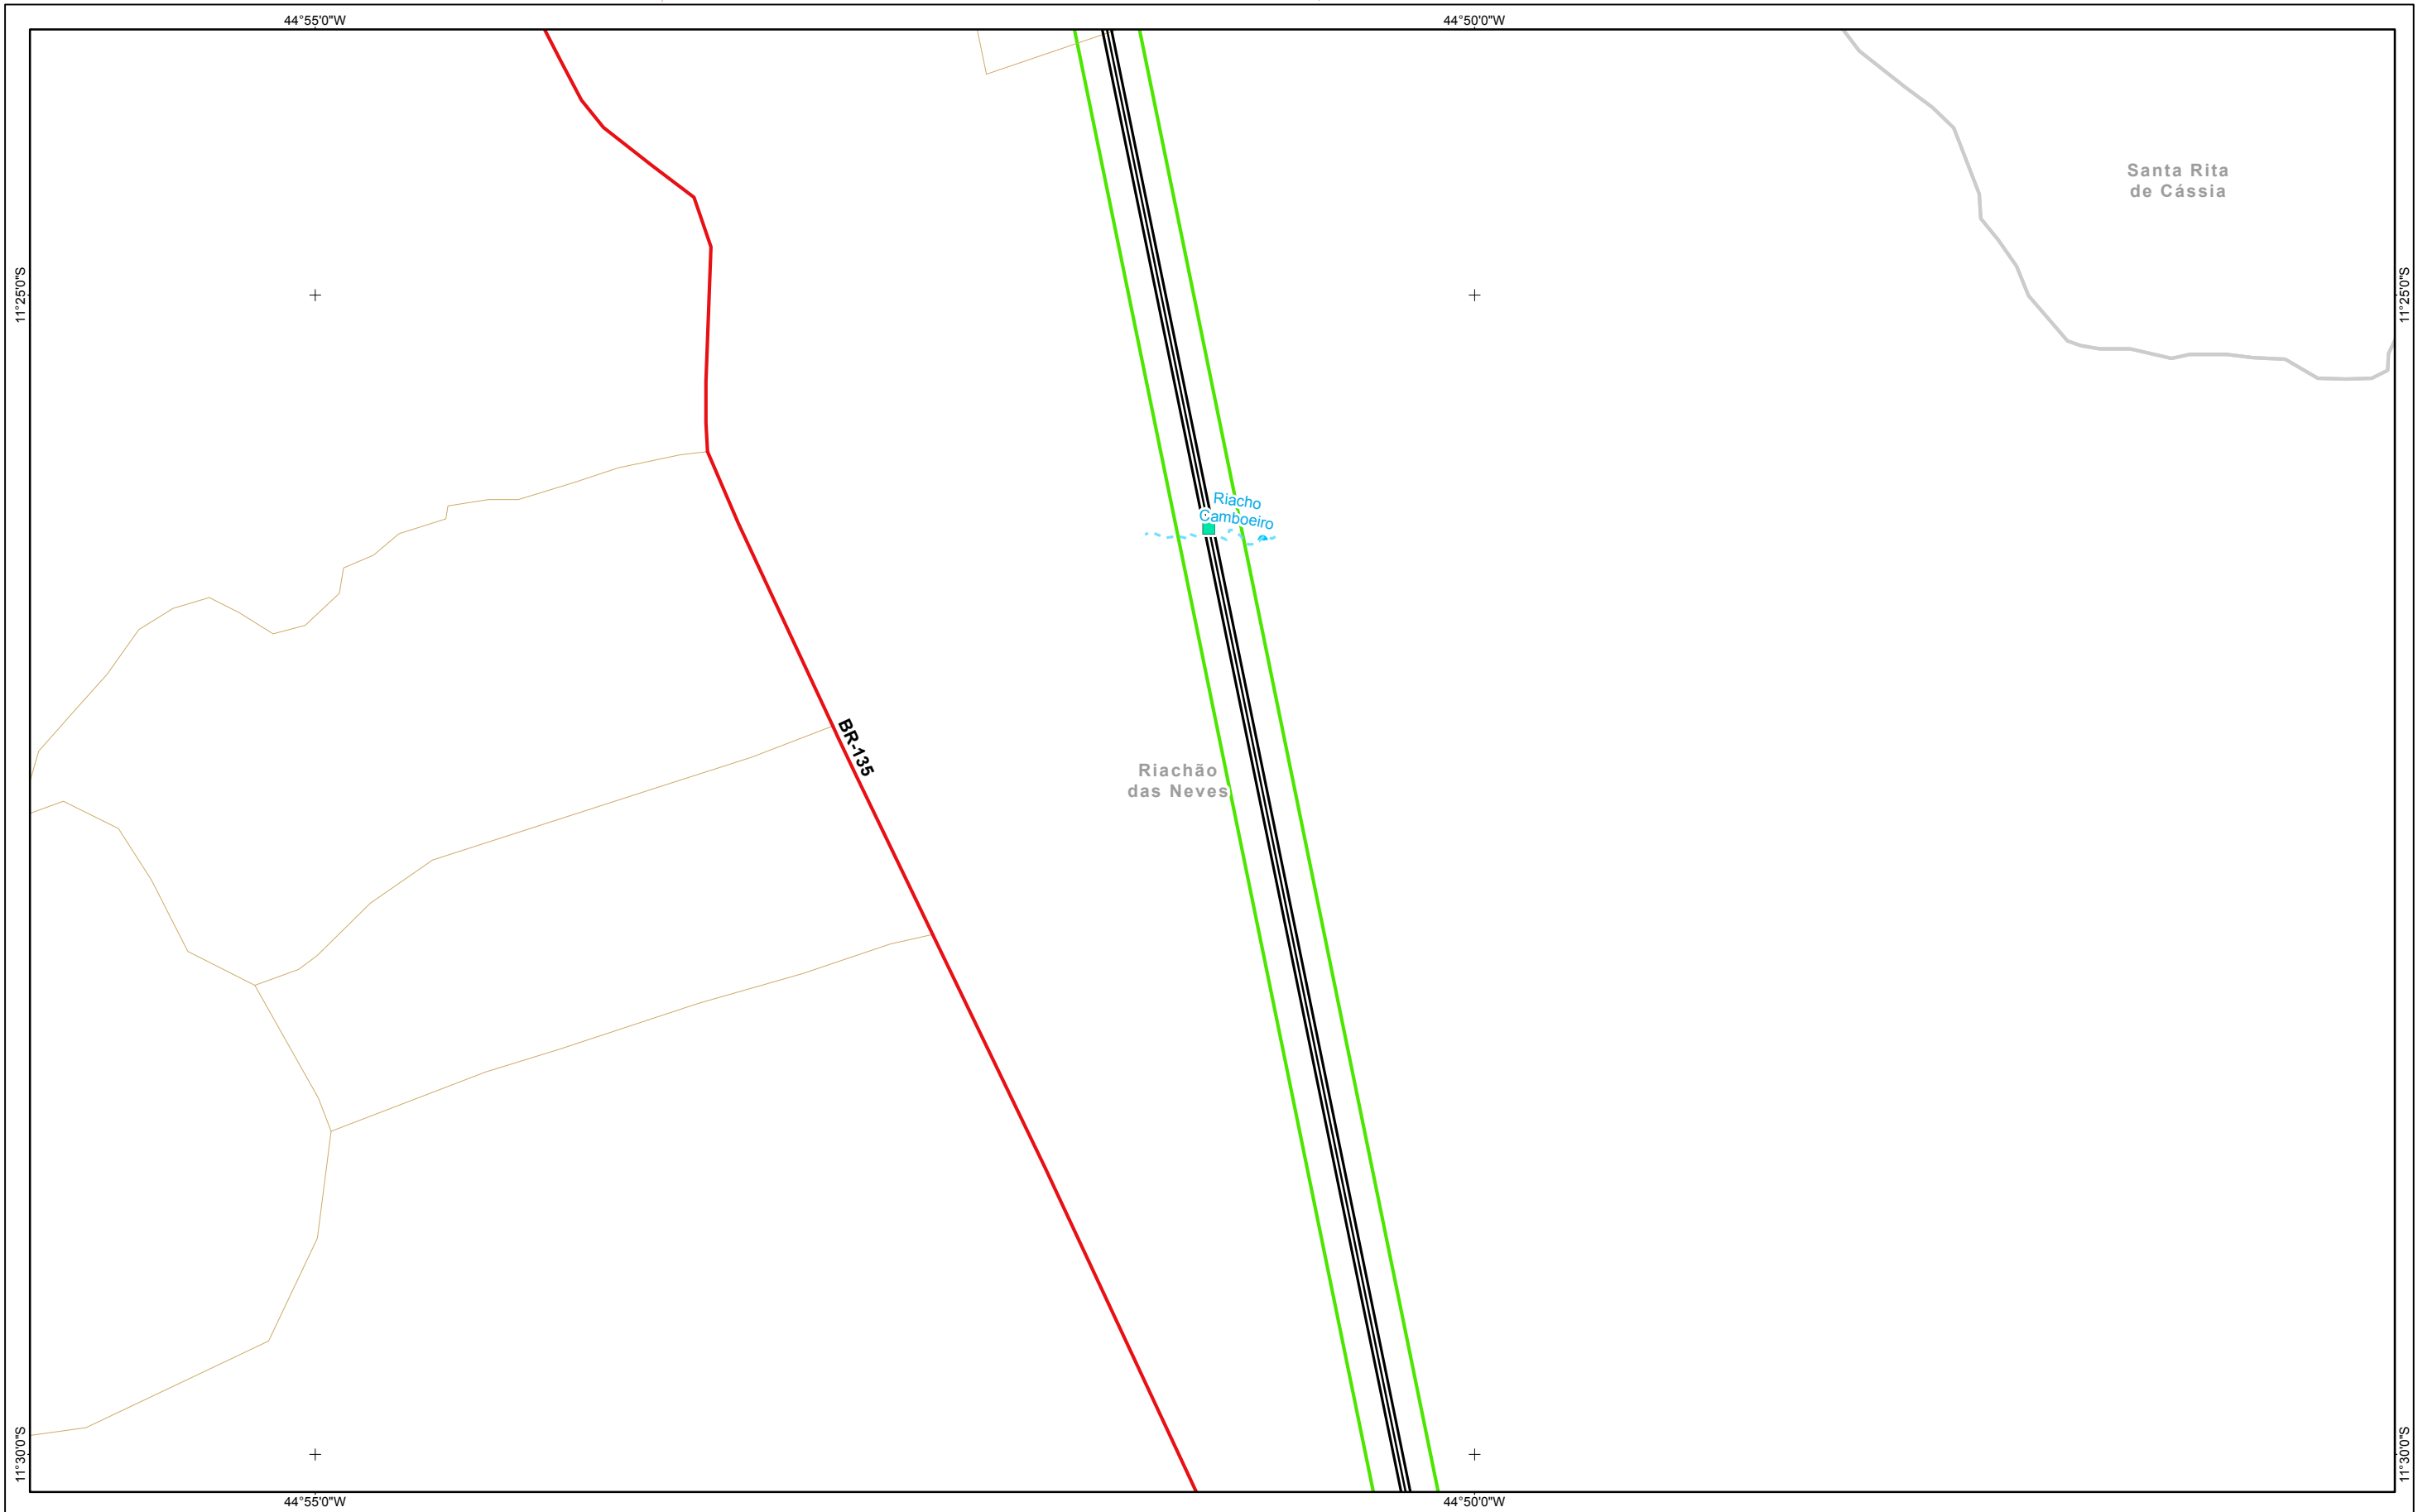 44°55'0"W
44°50'0"W
Santa Rita
de Cássia
11°25'0"S
11°25'0"S
Riacho
Camboeiro
BR-135
Riachão
das Neves
11°30'0"S
11°30'0"S
44°55'0"W
44°50'0"W